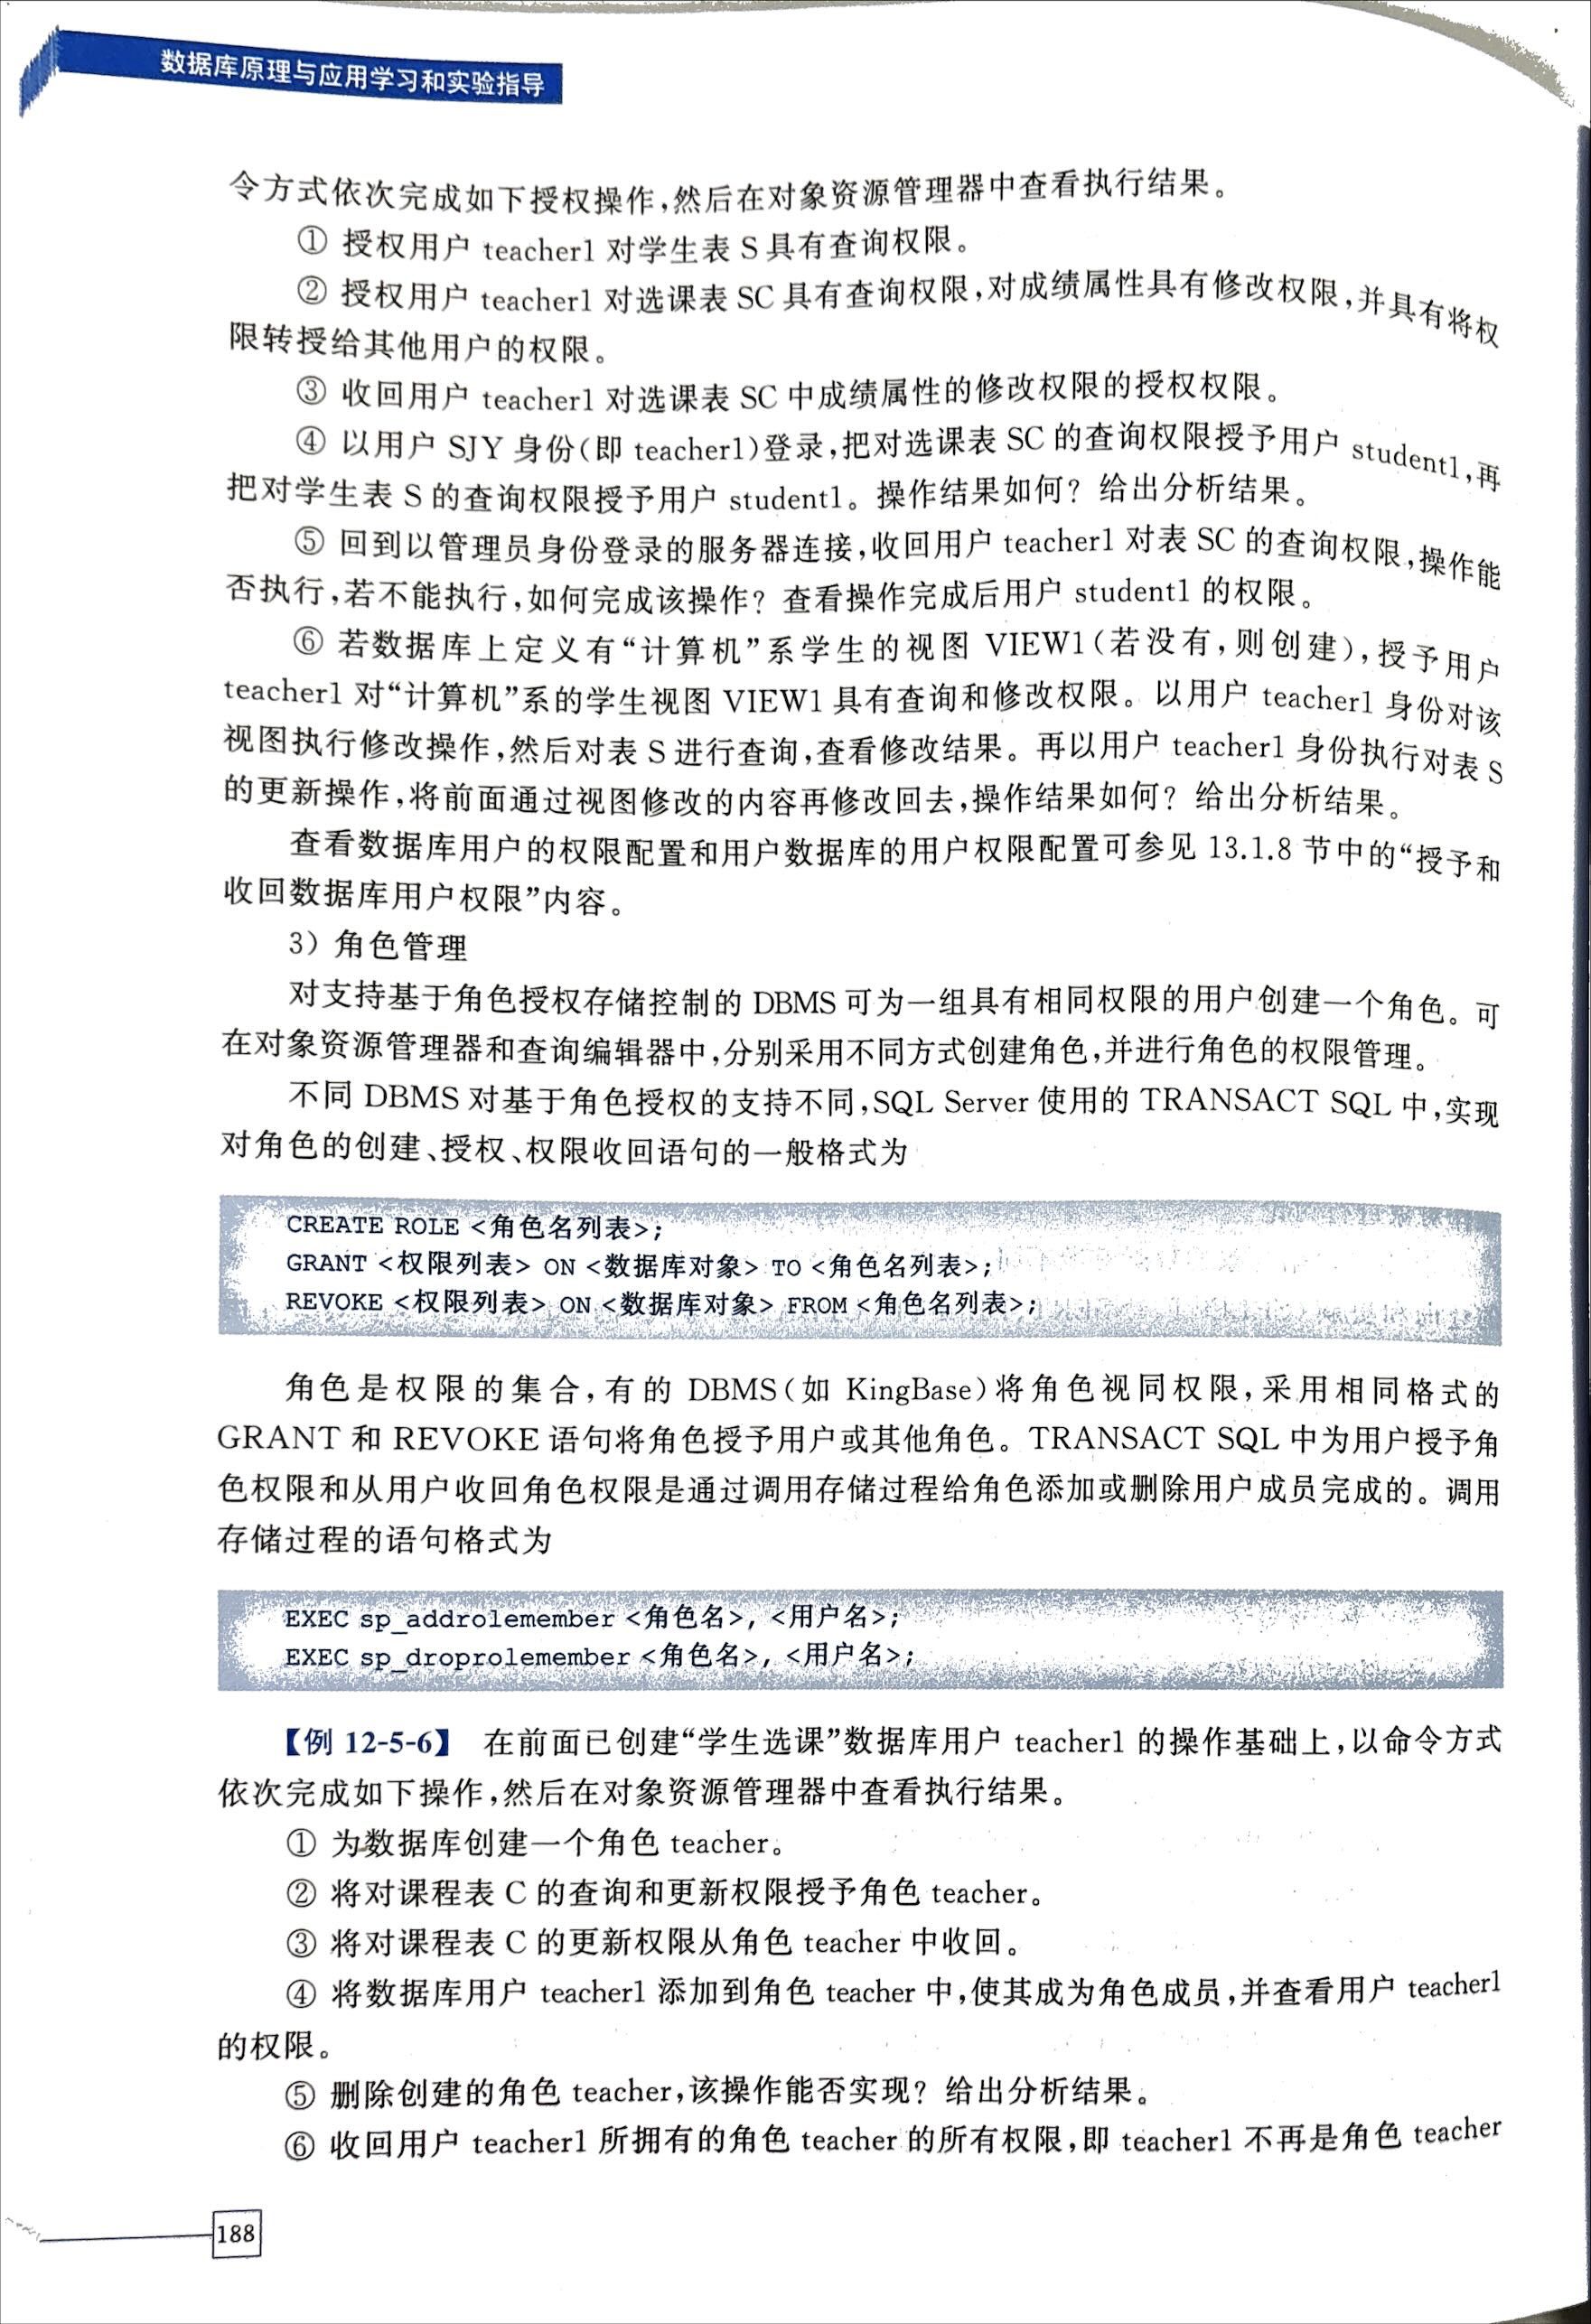 数据库原理与应用学习和实验指导
令方式依次完成如下授权操作,然后在对象资源管理器中查看执行结果。
① 授权用户 teacher1 对学生表 S 具有查询权限。
② 授权用户 teacher1 对选课表 SC 具有查询权限,对成绩属性具有修改权限,并具有将权
限转授给其他用户的权限。
③ 收回用户 teacher1 对选课表 SC 中成绩属性的修改权限的授权权限。
④ 以用户 SJY 身份(即 teacher1)登录,把对选课表 SC 的查询权限授予用户 student1,再
把对学生表 S 的查询权限授予用户 student1。操作结果如何? 给出分析结果。
⑤ 回到以管理员身份登录的服务器连接,收回用户 teacher1 对表 SC 的查询权限,操作能
否执行,若不能执行,如何完成该操作? 查看操作完成后用户 student1 的权限。
⑥ 若数据库上定义有“计算机”系学生的视图 VIEW1(若没有,则创建),授予用户
teacher1 对“计算机”系的学生视图 VIEW1 具有查询和修改权限。以用户 teacher1 身份对该
视图执行修改操作,然后对表 S 进行查询,查看修改结果。再以用户 teacher1 身份执行对表 S
的更新操作,将前面通过视图修改的内容再修改回去,操作结果如何? 给出分析结果。
查看数据库用户的权限配置和用户数据库的用户权限配置可参见 13.1.8 节中的“授予和
收回数据库用户权限”内容。
3) 角色管理
对支持基于角色授权存储控制的 DBMS 可为一组具有相同权限的用户创建一个角色。可
在对象资源管理器和查询编辑器中,分别采用不同方式创建角色,并进行角色的权限管理。
不同 DBMS 对基于角色授权的支持不同,SQL Server 使用的 TRANSACT SQL 中,实现
对角色的创建、授权、权限收回语句的一般格式为
CREATE ROLE <角色名列表>;
GRANT <权限列表> ON <数据库对象> TO <角色名列表>;
REVOKE <权限列表> ON <数据库对象> FROM <角色名列表>;
角色是权限的集合,有的 DBMS(如 KingBase)将角色视同权限,采用相同格式的
GRANT 和 REVOKE 语句将角色授予用户或其他角色。TRANSACT SQL 中为用户授予角
色权限和从用户收回角色权限是通过调用存储过程给角色添加或删除用户成员完成的。调用
存储过程的语句格式为
EXEC sp_addrolemember <角色名>, <用户名>;
EXEC sp_droprolemember <角色名>, <用户名>;
【例 12-5-6】 在前面已创建“学生选课”数据库用户 teacher1 的操作基础上,以命令方式
依次完成如下操作,然后在对象资源管理器中查看执行结果。
① 为数据库创建一个角色 teacher。
② 将对课程表 C 的查询和更新权限授予角色 teacher。
③ 将对课程表 C 的更新权限从角色 teacher 中收回。
④ 将数据库用户 teacher1 添加到角色 teacher 中,使其成为角色成员,并查看用户 teacher1
的权限。
⑤ 删除创建的角色 teacher,该操作能否实现? 给出分析结果。
⑥ 收回用户 teacher1 所拥有的角色 teacher 的所有权限,即 teacher1 不再是角色 teacher
188